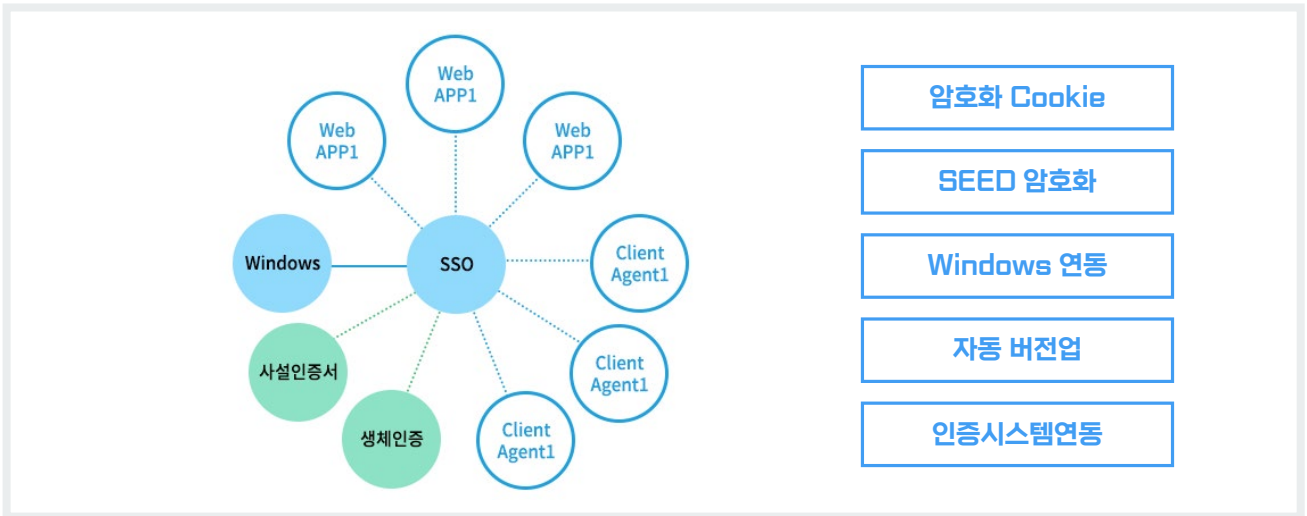 Web
APP1
Web
APP1
Web
APP1
Windows
SSO
Client
Agent1
사설인증서
Client
Agent1
생체인증
Client
Agent1
암호화 Cookie
SEED 암호화
Windows 연동
자동 버전업
인증시스템연동